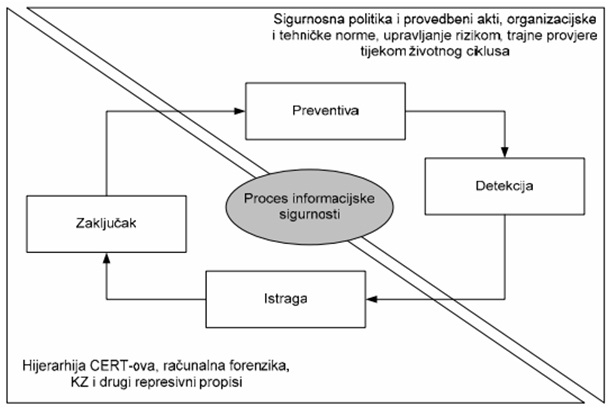 Sigurnosna politika i provedbeni akti, organizacijske
i tehničke norme, upravljanje rizikom, trajne provjere
tijekom životnog ciklusa
Preventiva
Detekcija
Proces informacijske
sigurnosti
Zaključak
Istraga
Hijerarhija CERT-ova, računalna forenzika,
KZ i drugi represivni propisi